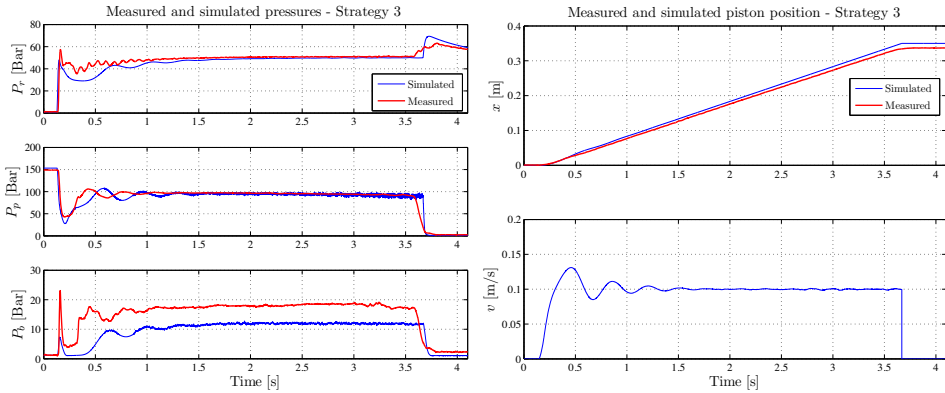 Measured and simulated pressures - Strategy 3
P_r [Bar]
80
60
40
20
0
0 0.5 1 1.5 2 2.5 3 3.5 4
Simulated
Measured
P_p [Bar]
200
150
100
50
0
0 0.5 1 1.5 2 2.5 3 3.5 4
P_b [Bar]
30
20
10
0
0 0.5 1 1.5 2 2.5 3 3.5 4
Time [s]
Measured and simulated piston position - Strategy 3
x [m]
0.4
0.3
0.2
0.1
0
0 0.5 1 1.5 2 2.5 3 3.5 4
Simulated
Measured
v [m/s]
0.2
0.15
0.1
0.05
0
0 0.5 1 1.5 2 2.5 3 3.5 4
Time [s]